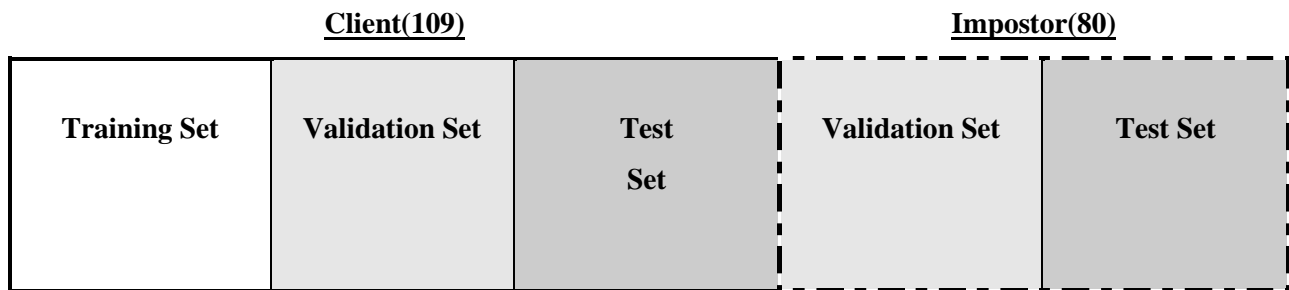 Client(109)
Impostor(80)
Training Set
Validation Set
Test
Set
Validation Set
Test Set